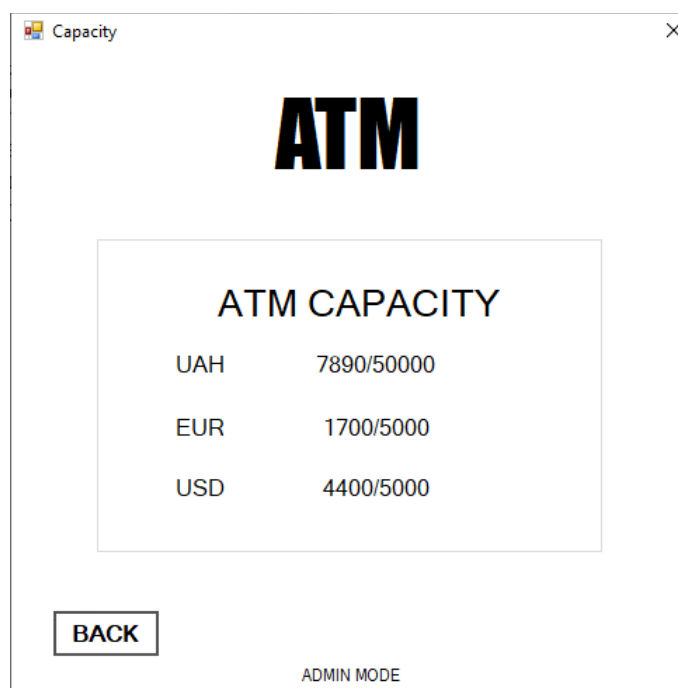 Capacity
ATM
ATM CAPACITY
UAH 7890/50000
EUR 1700/5000
USD 4400/5000
BACK
ADMIN MODE